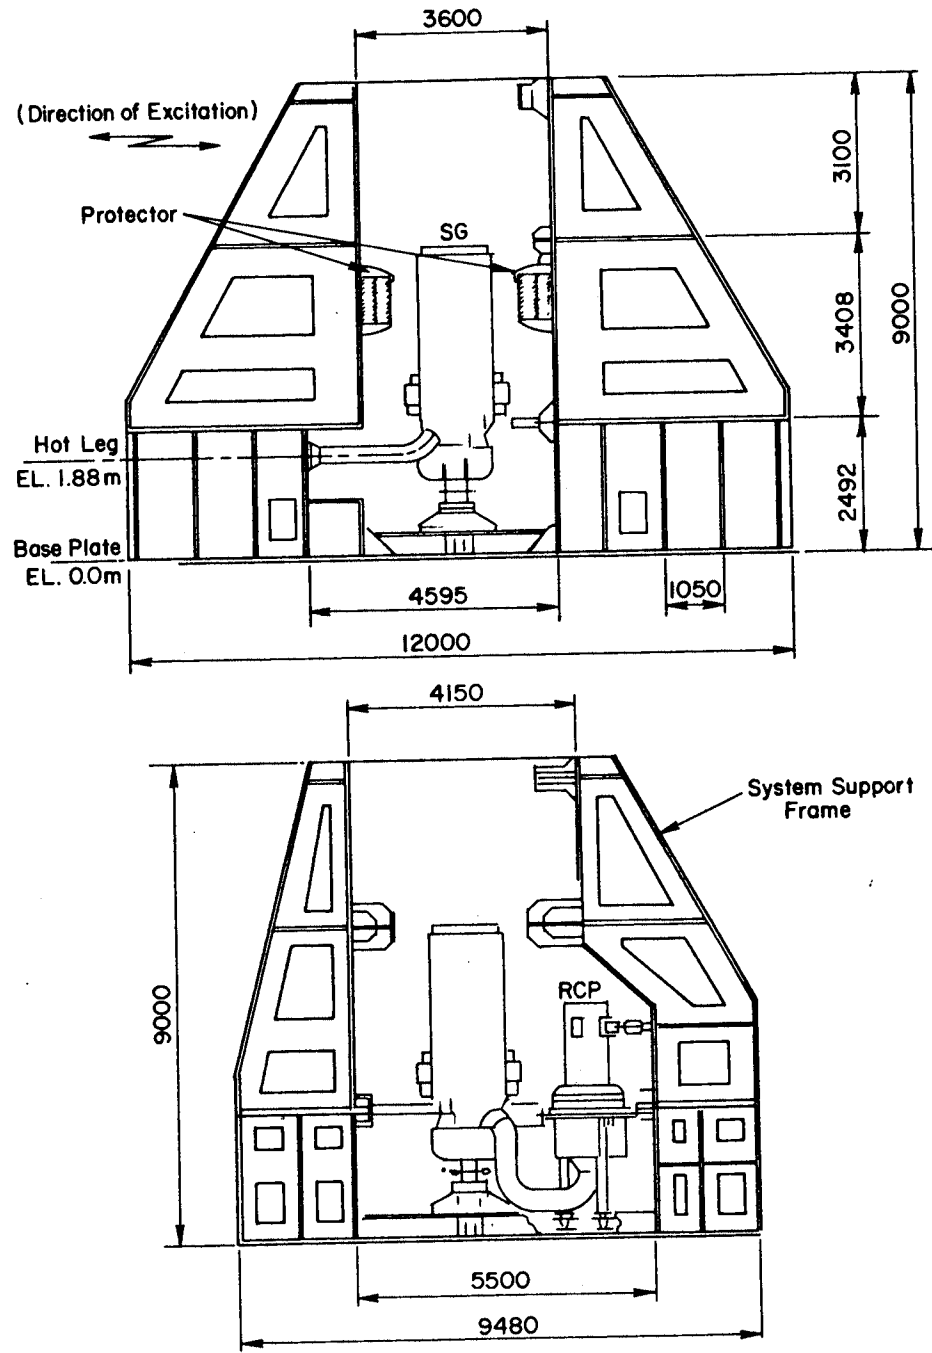 3600
(Direction of Excitation)
3100
Protector
SG
3408
9000
Hot Leg
EL. 1.88m
2492
Base Plate
EL. 0.0m
4595
1050
12000
4150
System Support
Frame
9000
RCP
5500
9480